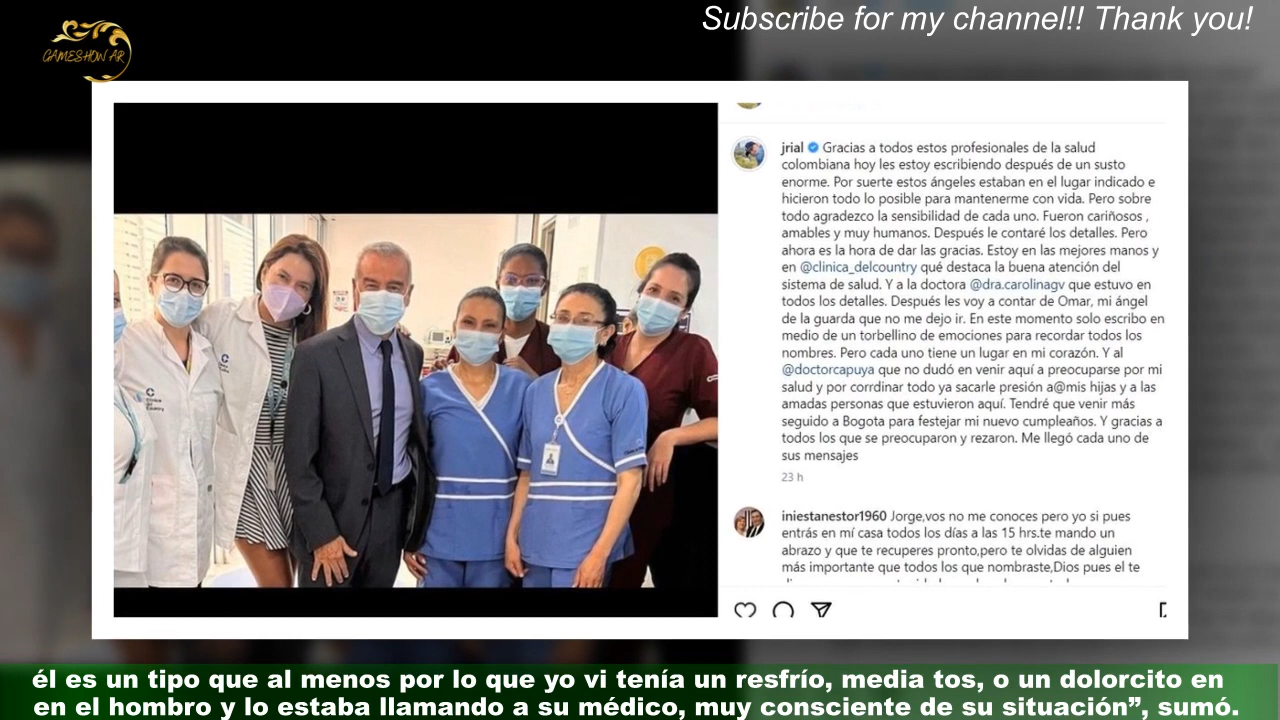 Subscribe for my channel!! Thank you!
GAMESHOW AR
jrial Gracias a todos estos profesionales de la salud
colombiana hoy les estoy escribiendo después de un susto
enorme. Por suerte estos ángeles estaban en el lugar indicado e
hicieron todo lo posible para mantenerme con vida. Pero sobre
todo agradezco la sensibilidad de cada uno. Fueron cariñosos ,
amables y muy humanos. Después le contaré los detalles. Pero
ahora es la hora de dar las gracias. Estoy en las mejores manos y
en @clinica_delcountry qué destaca la buena atención del
sistema de salud. Y a la doctora @dra.carolinagv que estuvo en
todos los detalles. Después les voy a contar de Omar, mi ángel
de la guarda que no me dejo ir. En este momento solo escribo en
medio de un torbellino de emociones para recordar todos los
nombres. Pero cada uno tiene un lugar en mi corazón. Y al
@doctorcapuya que no dudó en venir aquí a preocuparse por mi
salud y por corrdinar todo ya sacarle presión a@mis hijas y a las
amadas personas que estuvieron aquí. Tendré que venir más
seguido a Bogota para festejar mi nuevo cumpleaños. Y gracias a
todos los que se preocuparon y rezaron. Me llegó cada uno de
sus mensajes
23 h
iniestanestor1960 Jorge,vos no me conoces pero yo si pues
entrás en mí casa todos los días a las 15 hrs.te mando un
abrazo y que te recuperes pronto,pero te olvidas de alguien
más importante que todos los que nombraste,Dios pues el te
Clínica del Country
él es un tipo que al menos por lo que yo vi tenía un resfrío, media tos, o un dolorcito en
en el hombro y lo estaba llamando a su médico, muy consciente de su situación”, sumó.